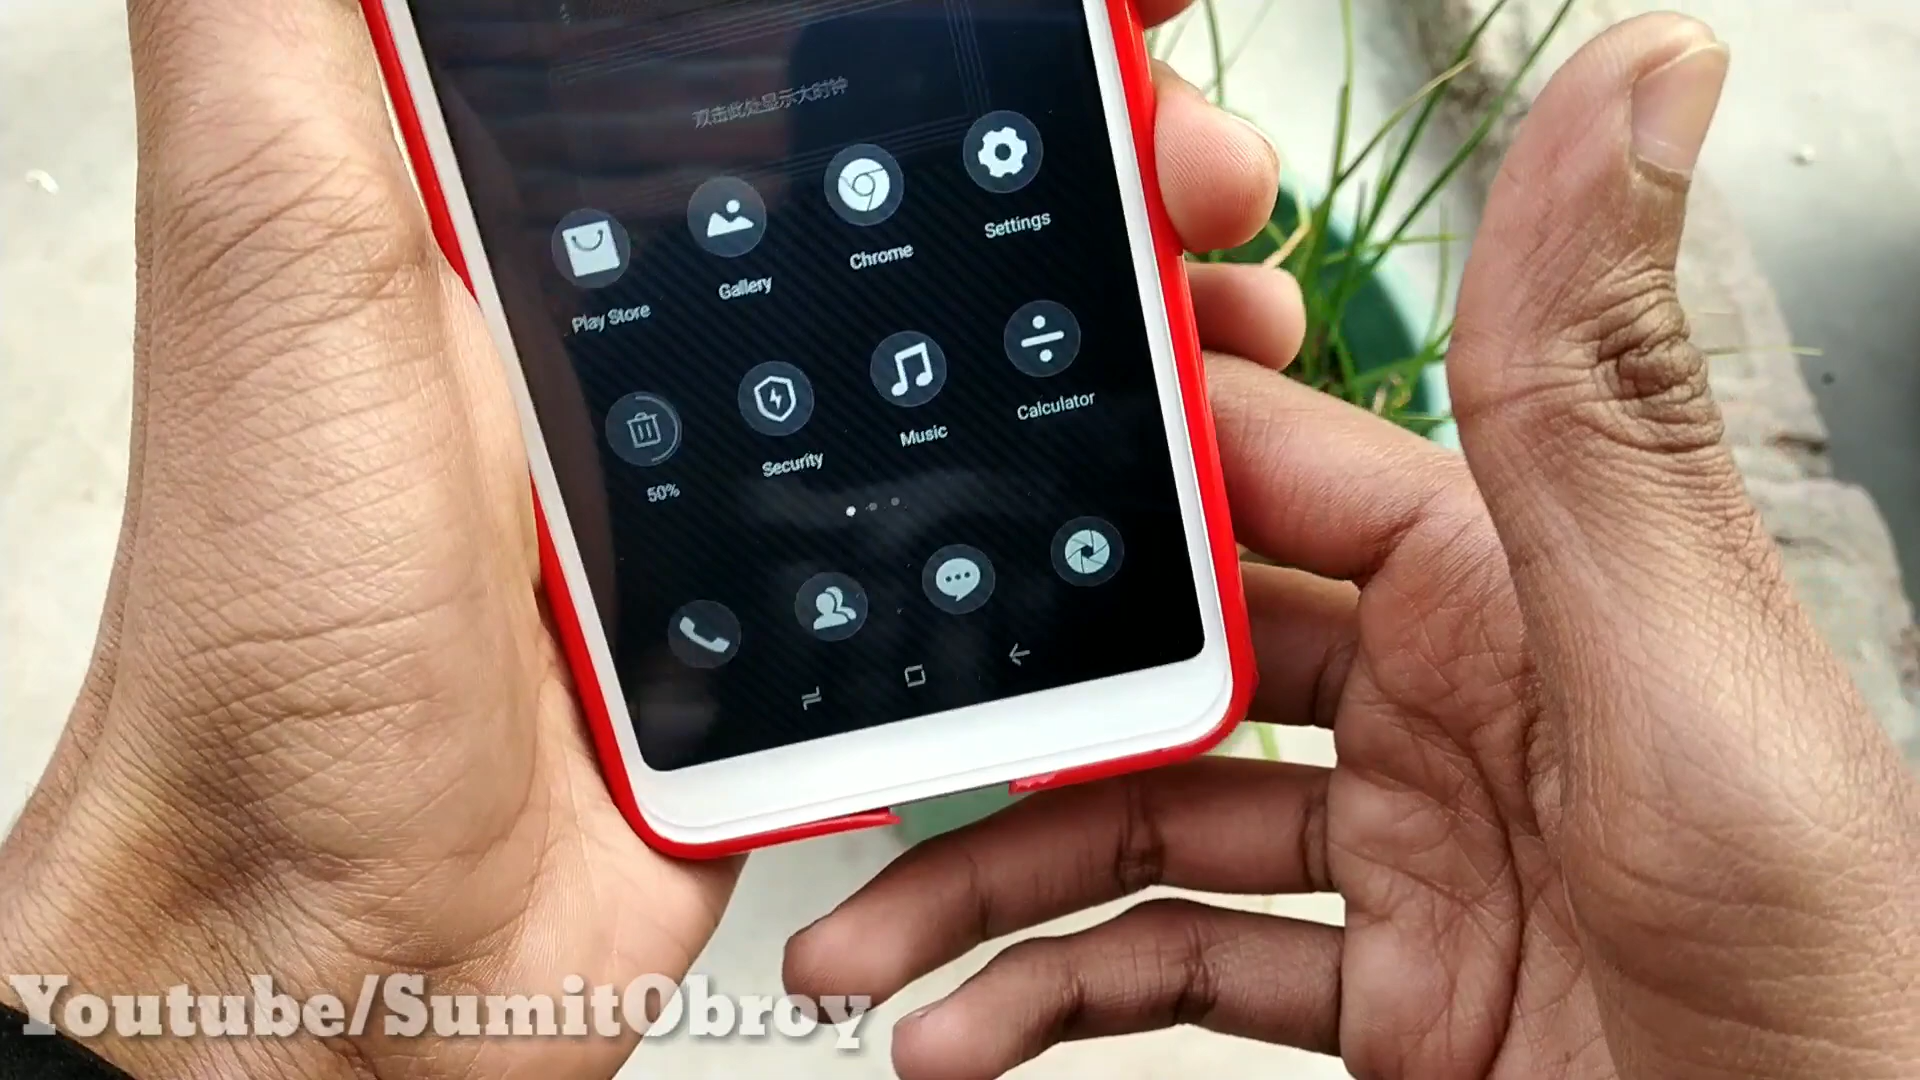 双击此处显示大时钟
Play Store
Gallery
Chrome
Settings
50%
Security
Music
Calculator
Youtube/SumitObroy